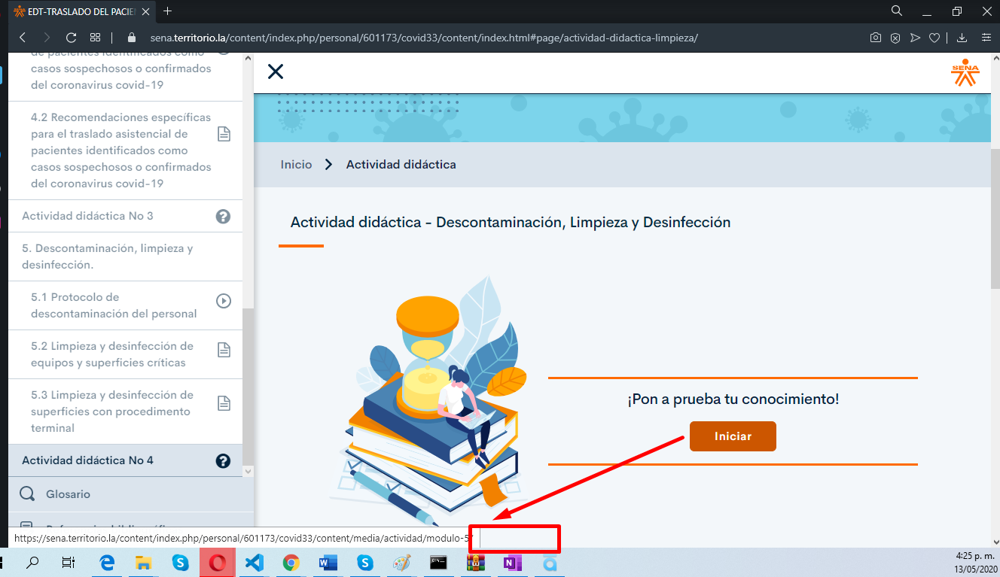 EDT-TRASLADO DEL PACIE
sena.territorio.la/content/index.php/personal/601173/covid33/content/index.html#page/actividad-didactica-limpieza/
de pacientes identificados como
casos sospechosos o confirmados
del coronavirus covid-19
4.2 Recomendaciones específicas
para el traslado asistencial de
pacientes identificados como
casos sospechosos o confirmados
del coronavirus covid-19
Actividad didáctica No 3
5. Descontaminación, limpieza y
desinfección.
5.1 Protocolo de
descontaminación del personal
5.2 Limpieza y desinfección de
equipos y superficies críticas
5.3 Limpieza y desinfección de
superficies con procedimento
terminal
Actividad didáctica No 4
Glosario
SENA
Inicio
Actividad didáctica
Actividad didáctica - Descontaminación, Limpieza y Desinfección
¡Pon a prueba tu conocimiento!
Iniciar
https://sena.territorio.la/content/index.php/personal/601173/covid33/content/media/actividad/modulo-5
4:25 p. m.
13/05/2020